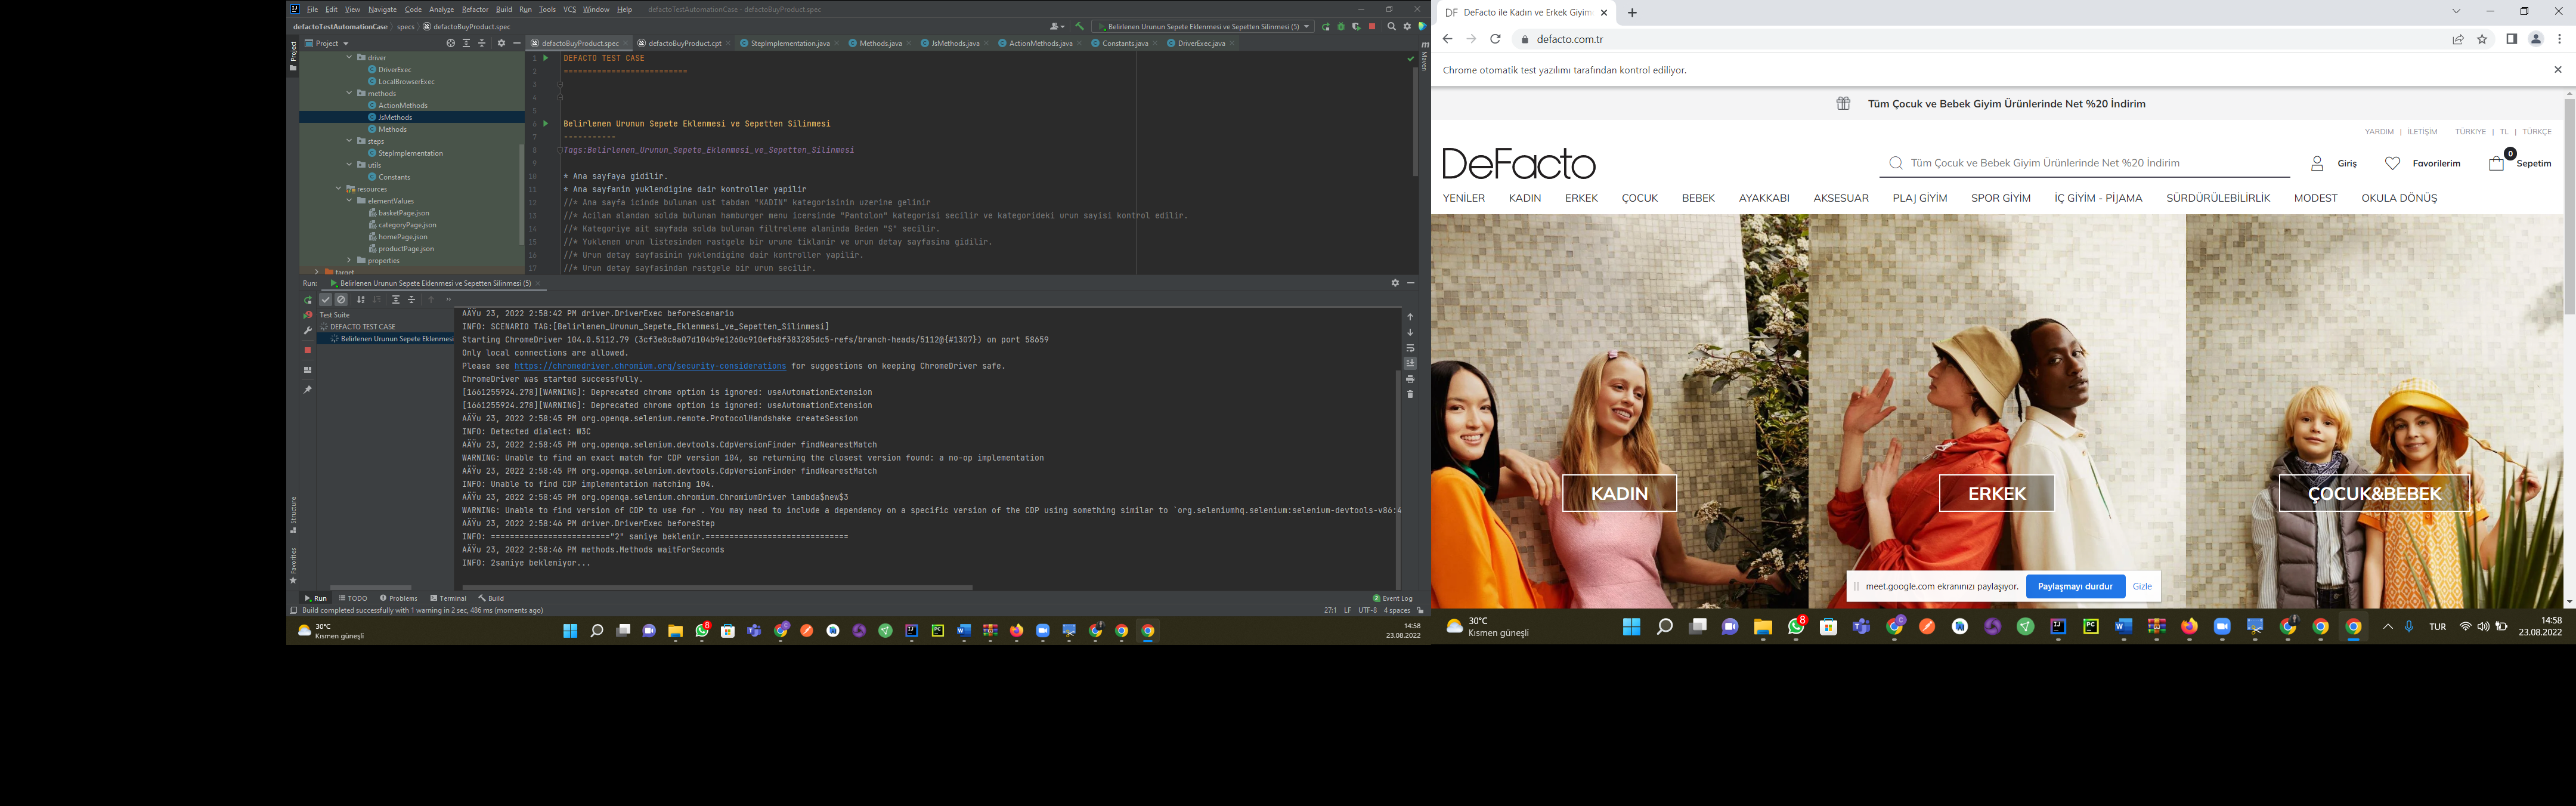 File Edit View Navigate Code Analyze Refactor Build Run Tools VCS Window Help defactoTestAutomationCase - defactoBuyProduct.spec
defactoTestAutomationCase specs defactoBuyProduct.spec
Belirlenen Urunun Sepete Eklenmesi ve Sepetten Silinmesi (5)
Project
defactoBuyProduct.spec defactoBuyProduct.cpt StepImplementation.java Methods.java JsMethods.java ActionMethods.java Constants.java DriverExec.java
Project
Maven
driver
DriverExec
LocalBrowserExec
methods
ActionMethods
JsMethods
Methods
steps
StepImplementation
utils
Constants
resources
elementValues
basketPage.json
categoryPage.json
homePage.json
productPage.json
properties
target
1 DEFACTO TEST CASE
2 ==========================
3
4
5
6 Belirlenen Urunun Sepete Eklenmesi ve Sepetten Silinmesi
7 -----------
8 Tags:Belirlenen_Urunun_Sepete_Eklenmesi_ve_Sepetten_Silinmesi
9
10 * Ana sayfaya gidilir.
11 * Ana sayfanin yuklendigine dair kontroller yapilir
12 //* Ana sayfa icinde bulunan ust tabdan "KADIN" kategorisinin uzerine gelinir
13 //* Acilan alandan solda bulunan hamburger menu icersinde "Pantolon" kategorisi secilir ve kategorideki urun sayisi kontrol edilir.
14 //* Kategoriye ait sayfada solda bulunan filtreleme alaninda Beden "S" secilir.
15 //* Yuklenen urun listesinden rastgele bir urune tiklanir ve urun detay sayfasina gidilir.
16 //* Urun detay sayfasinin yuklendigine dair kontroller yapilir.
17 //* Urun detay sayfasindan rastgele bir urun secilir.
Run: Belirlenen Urunun Sepete Eklenmesi ve Sepetten Silinmesi (5)
Test Suite
DEFACTO TEST CASE
Belirlenen Urunun Sepete Eklenmesi
AÄŸu 23, 2022 2:58:42 PM driver.DriverExec beforeScenario
INFO: SCENARIO TAG:[Belirlenen_Urunun_Sepete_Eklenmesi_ve_Sepetten_Silinmesi]
Starting ChromeDriver 104.0.5112.79 (3cf3e8c8a07d104b9e1260c910efb8f383285dc5-refs/branch-heads/5112@{#1307}) on port 58659
Only local connections are allowed.
Please see https://chromedriver.chromium.org/security-considerations for suggestions on keeping ChromeDriver safe.
ChromeDriver was started successfully.
[1661255924.278][WARNING]: Deprecated chrome option is ignored: useAutomationExtension
[1661255924.278][WARNING]: Deprecated chrome option is ignored: useAutomationExtension
AÄŸu 23, 2022 2:58:45 PM org.openqa.selenium.remote.ProtocolHandshake createSession
INFO: Detected dialect: W3C
AÄŸu 23, 2022 2:58:45 PM org.openqa.selenium.devtools.CdpVersionFinder findNearestMatch
WARNING: Unable to find an exact match for CDP version 104, so returning the closest version found: a no-op implementation
AÄŸu 23, 2022 2:58:45 PM org.openqa.selenium.devtools.CdpVersionFinder findNearestMatch
INFO: Unable to find CDP implementation matching 104.
AÄŸu 23, 2022 2:58:45 PM org.openqa.selenium.chromium.ChromiumDriver lambda$new$3
WARNING: Unable to find version of CDP to use for . You may need to include a dependency on a specific version of the CDP using something similar to `org.seleniumhq.selenium:selenium-devtools-v86:4
AÄŸu 23, 2022 2:58:46 PM driver.DriverExec beforeStep
INFO: ========================="2" saniye beklenir.==============================
AÄŸu 23, 2022 2:58:46 PM methods.Methods waitForSeconds
INFO: 2saniye bekleniyor...
Structure
Favorites
Run TODO Problems Terminal Build Event Log
Build completed successfully with 1 warning in 2 sec, 486 ms (moments ago) 27:1 LF UTF-8 4 spaces
30°C
Kısmen güneşli
8
14:58
23.08.2022
DF DeFacto ile Kadın ve Erkek Giyim
defacto.com.tr
Chrome otomatik test yazılımı tarafından kontrol ediliyor.
Tüm Çocuk ve Bebek Giyim Ürünlerinde Net %20 İndirim
YARDIM | İLETİŞİM TÜRKIYE | TL | TÜRKÇE
DeFacto
Tüm Çocuk ve Bebek Giyim Ürünlerinde Net %20 İndirim
Giriş Favorilerim 0 Sepetim
YENİLER KADIN ERKEK ÇOCUK BEBEK AYAKKABI AKSESUAR PLAJ GİYİM SPOR GİYİM İÇ GİYİM - PİJAMA SÜRDÜRÜLEBİLİRLİK MODEST OKULA DÖNÜŞ
KADIN
ERKEK
ÇOCUK&BEBEK
meet.google.com ekranınızı paylaşıyor. Paylaşmayı durdur Gizle
30°C
Kısmen güneşli
8
TUR
14:58
23.08.2022